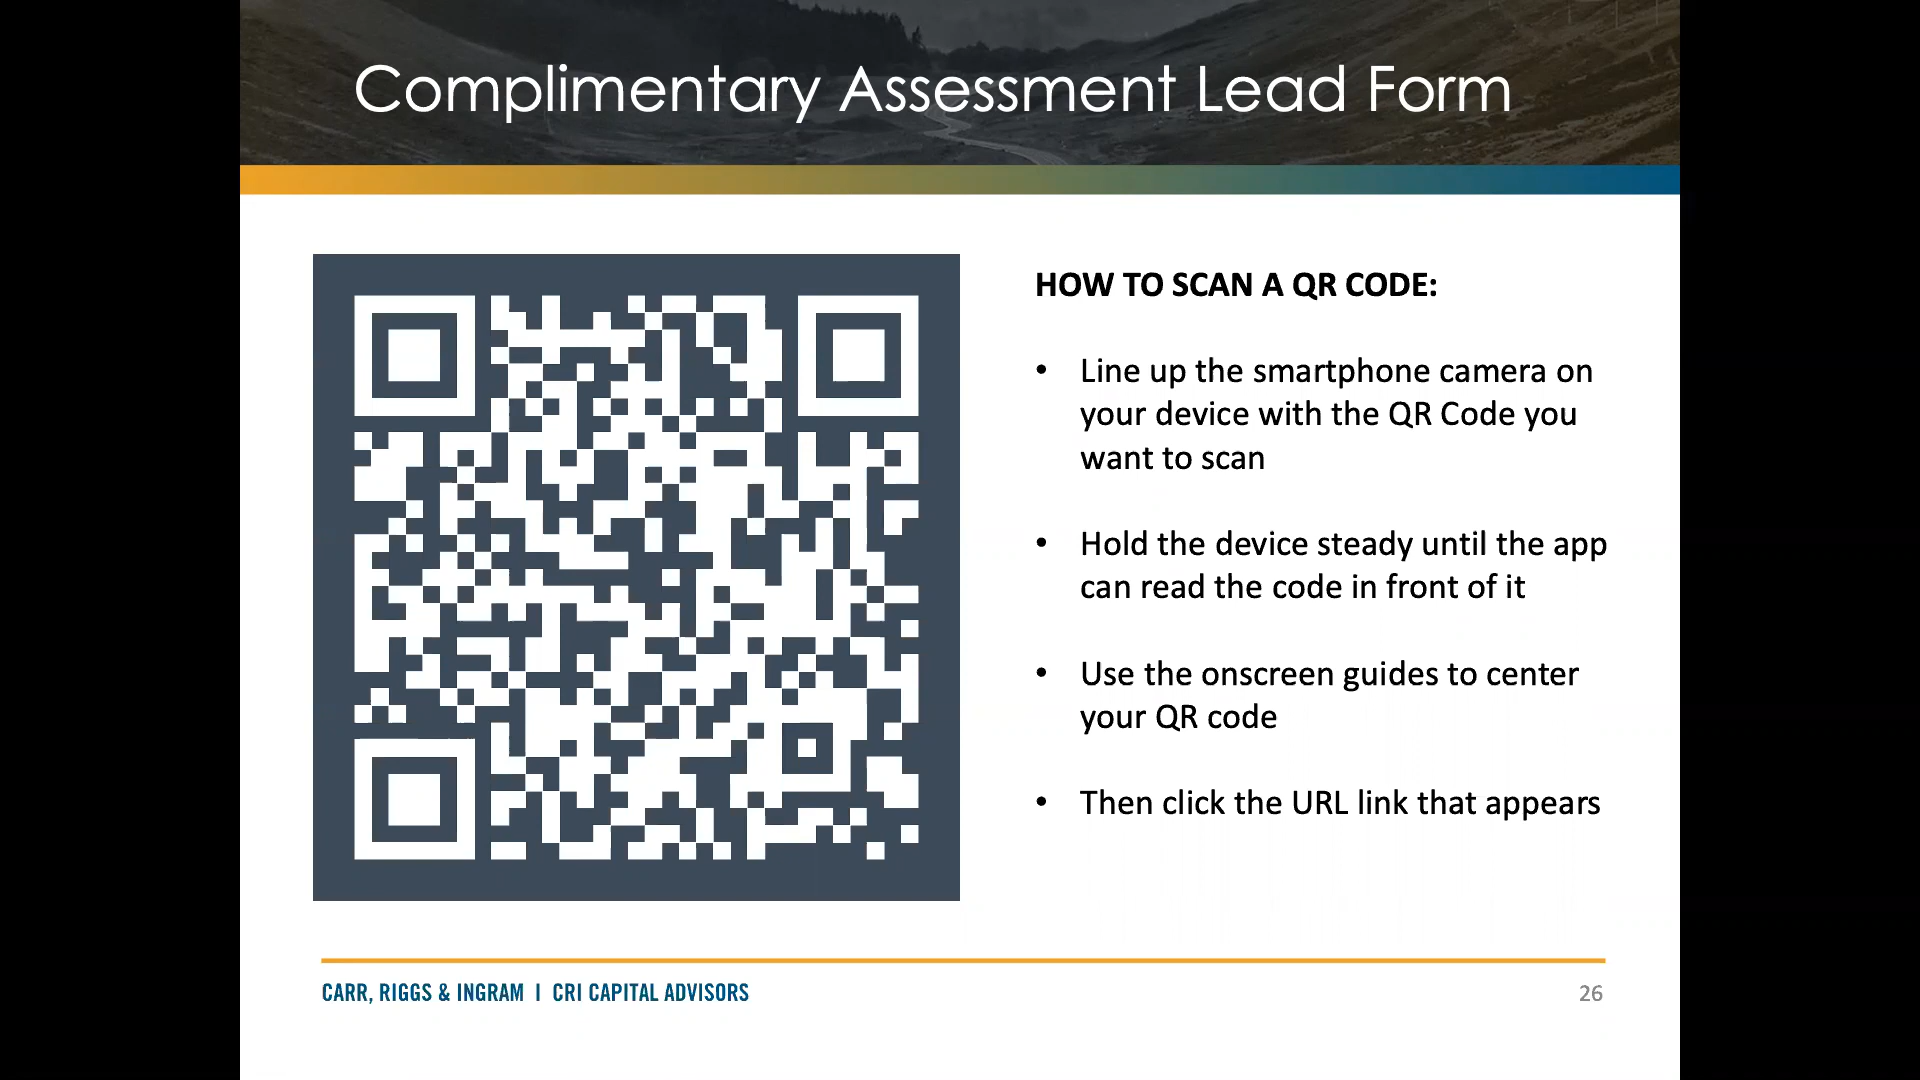 Complimentary Assessment Lead Form
HOW TO SCAN A QR CODE:
• Line up the smartphone camera on
your device with the QR Code you
want to scan
• Hold the device steady until the app
can read the code in front of it
• Use the onscreen guides to center
your QR code
• Then click the URL link that appears
CARR, RIGGS & INGRAM I CRI CAPITAL ADVISORS
26